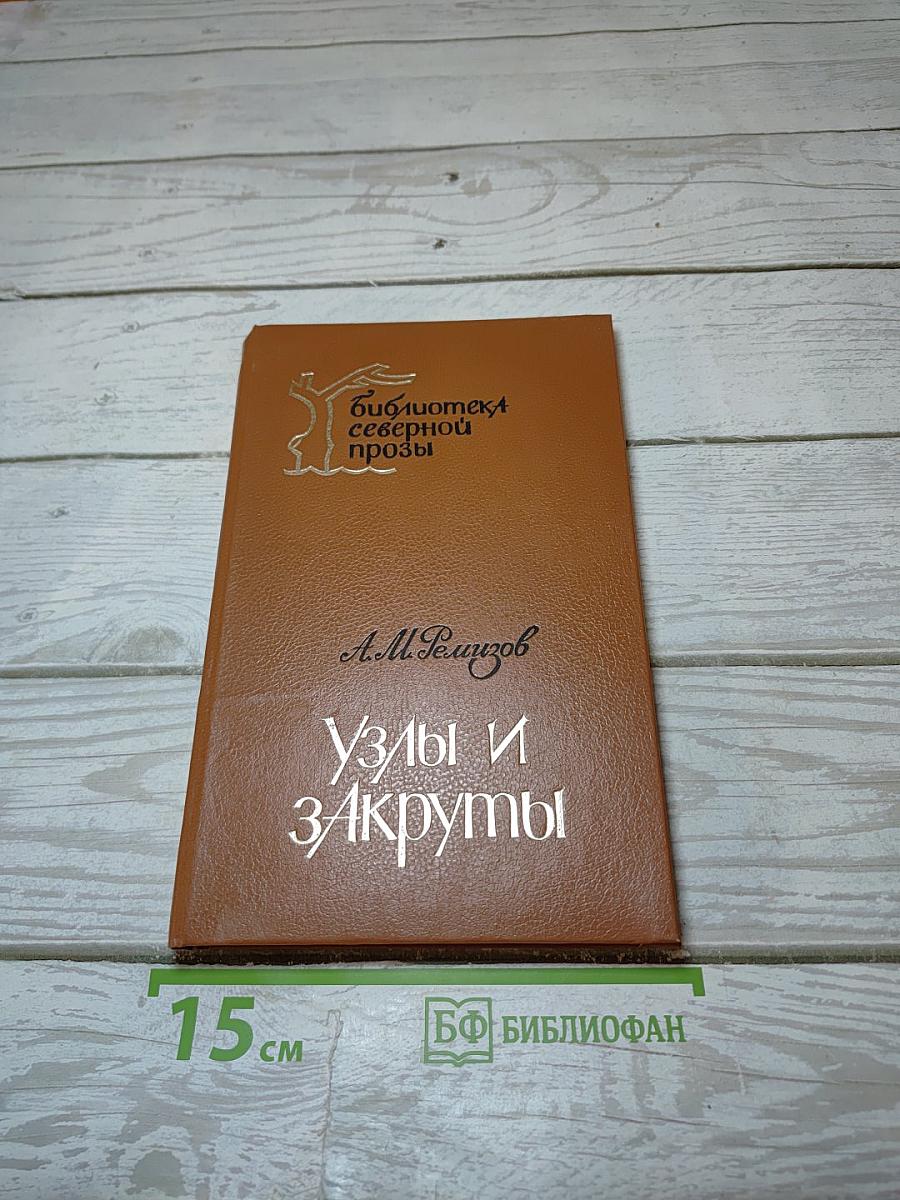 библиотека
северной
прозы
А.М. Ремизов
Узлы и
закруты
15 см
БФ БИБЛИОФАН